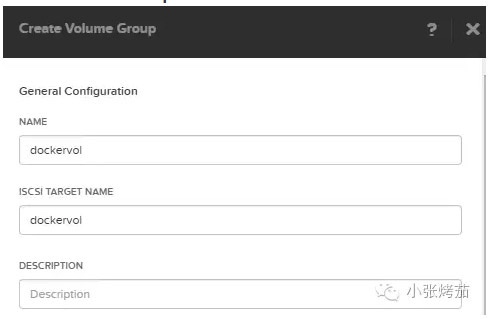 Create Volume Group
? ×
General Configuration
NAME
dockervol
ISCSI TARGET NAME
dockervol
DESCRIPTION
Description
小张烤茄